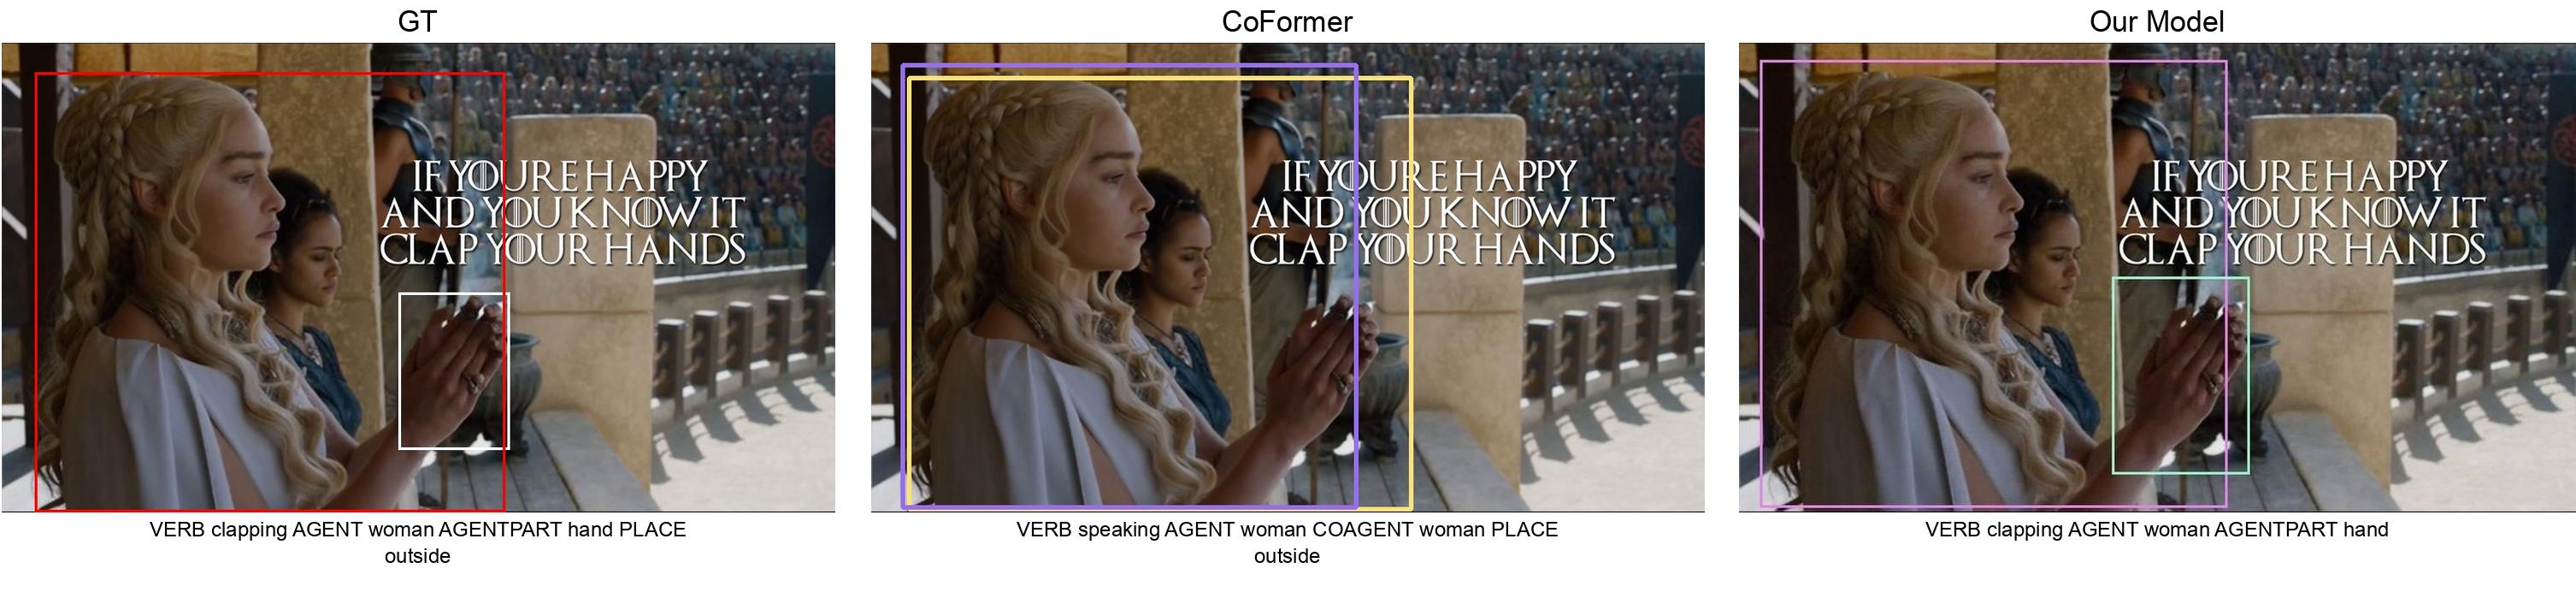 GT
IF YOURE HAPPY
AND YOU KNOW IT
CLAP YOUR HANDS
VERB clapping AGENT woman AGENTPART hand PLACE
outside
CoFormer
IF YOURE HAPPY
AND YOU KNOW IT
CLAP YOUR HANDS
VERB speaking AGENT woman COAGENT woman PLACE
outside
Our Model
IF YOURE HAPPY
AND YOU KNOW IT
CLAP YOUR HANDS
VERB clapping AGENT woman AGENTPART hand